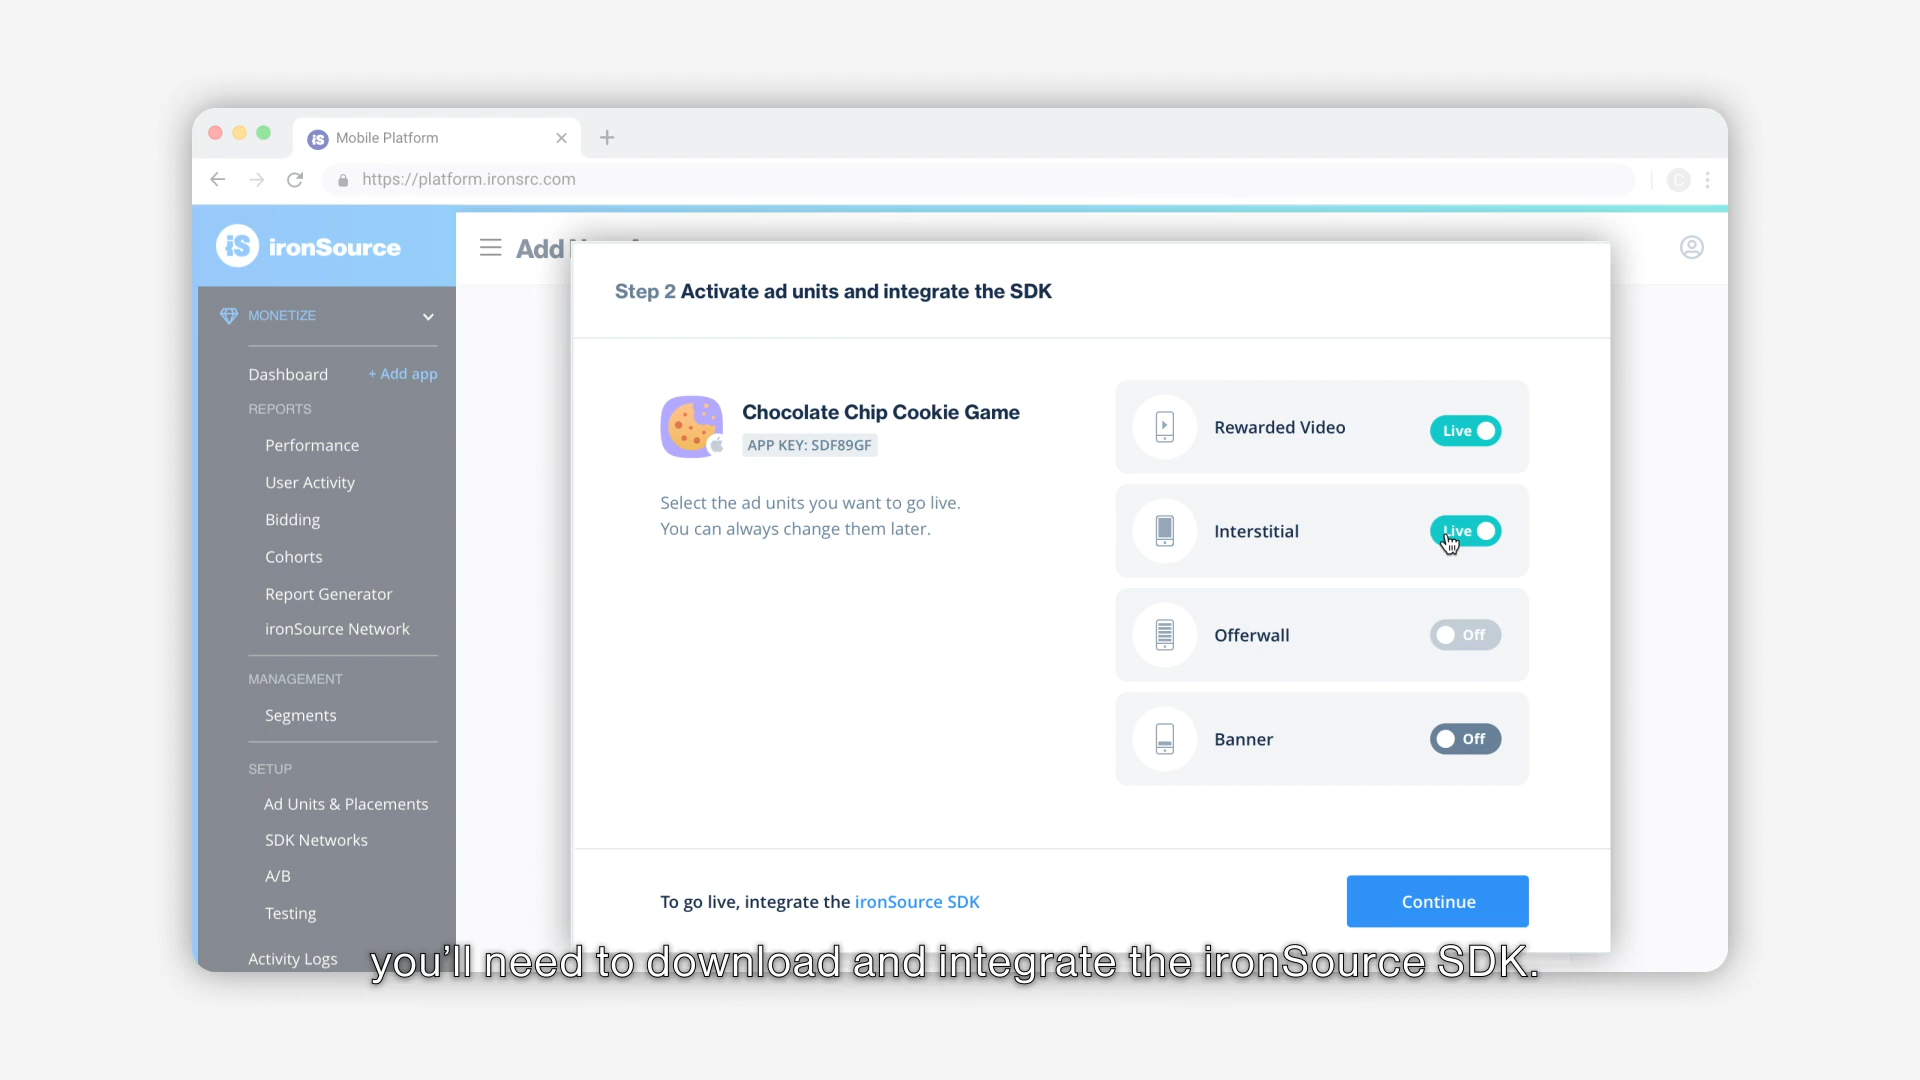 Mobile Platform
https://platform.ironsrc.com
C
iS ironSource
Add
Step 2 Activate ad units and integrate the SDK
MONETIZE
Dashboard
+ Add app
REPORTS
Performance
User Activity
Bidding
Cohorts
Report Generator
ironSource Network
MANAGEMENT
Segments
SETUP
Ad Units & Placements
SDK Networks
A/B
Testing
Activity Logs
Chocolate Chip Cookie Game
APP KEY: SDF89GF
Select the ad units you want to go live.
You can always change them later.
Rewarded Video
Live
Interstitial
Live
Offerwall
Off
Banner
Off
To go live, integrate the ironSource SDK
Continue
you'll need to download and integrate the ironSource SDK.